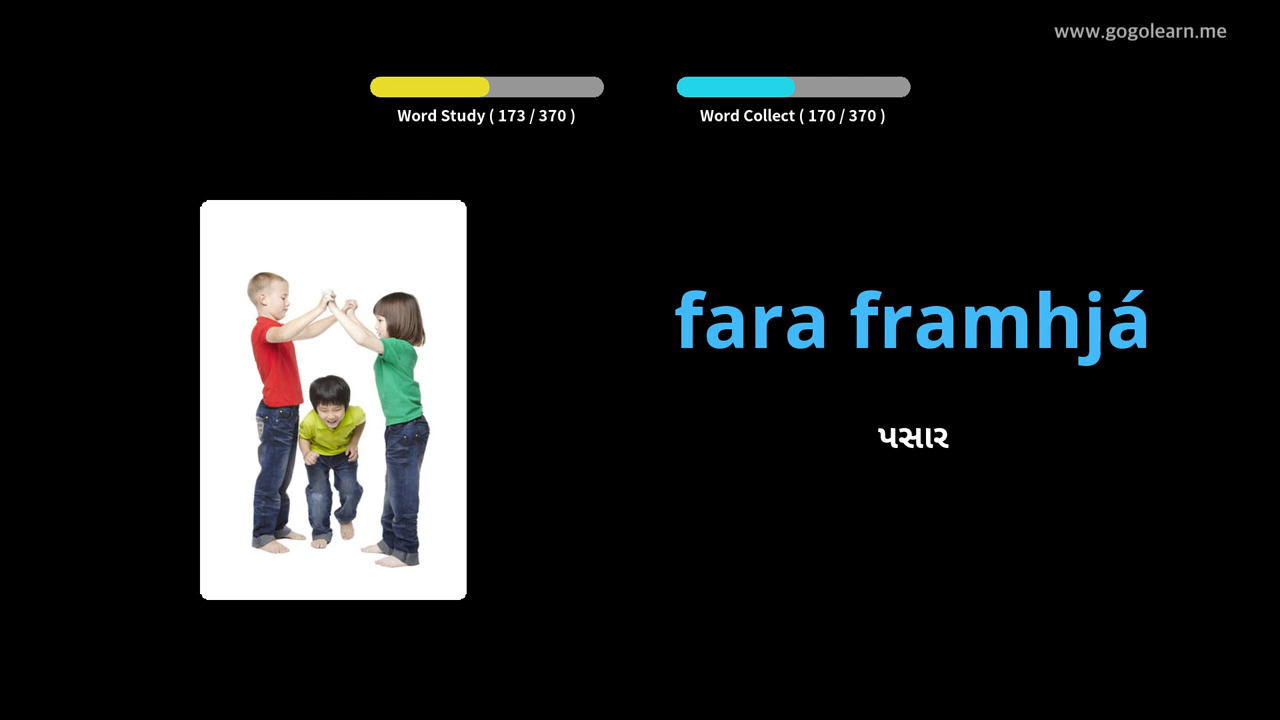 www.gogolearn.me
Word Study ( 173 / 370 )
Word Collect ( 170 / 370 )
fara framhjá
પસાર